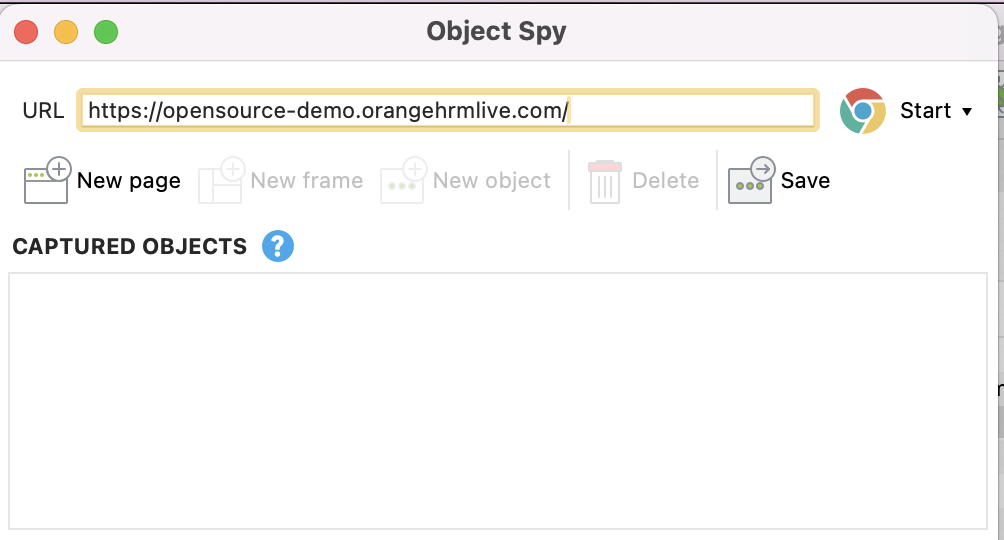 Object Spy
URL https://opensource-demo.orangehrmlive.com/ Start
New page New frame New object Delete Save
CAPTURED OBJECTS ?